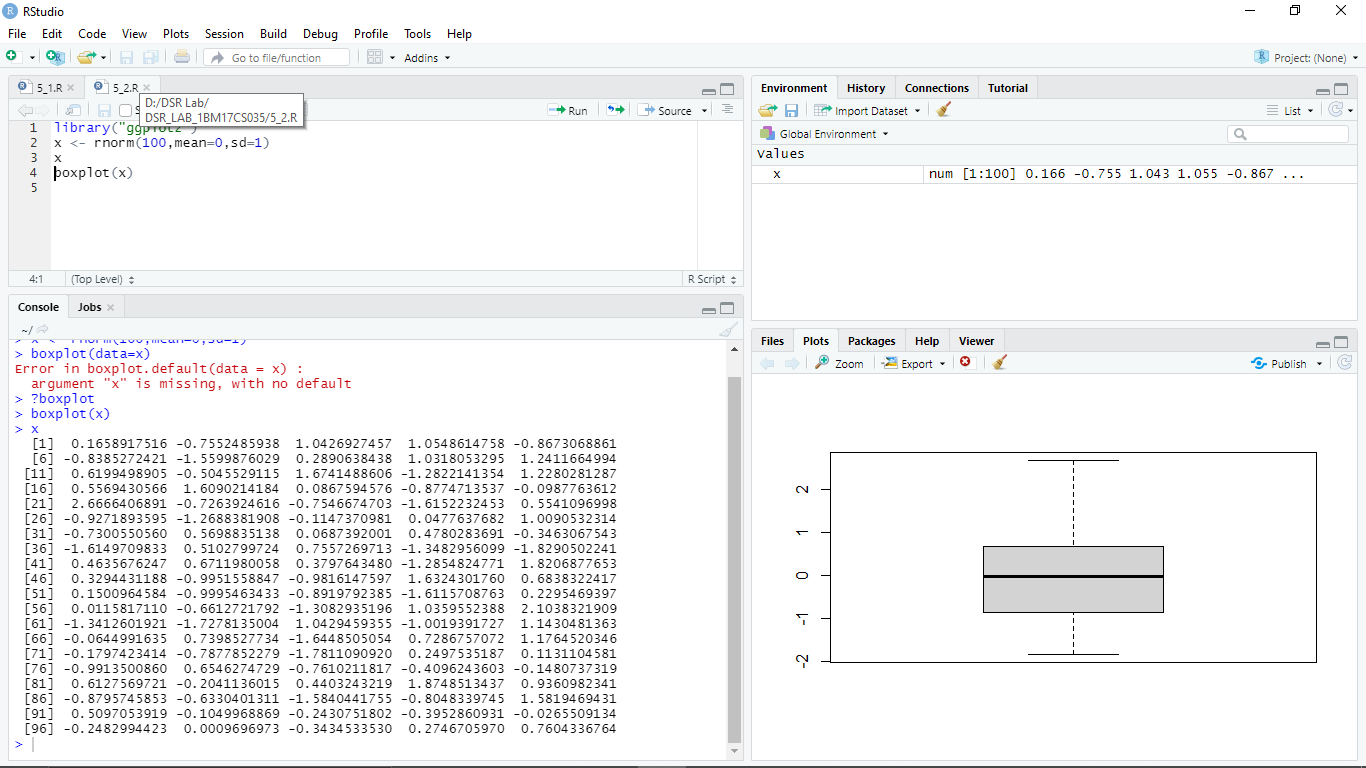 RStudio
File Edit Code View Plots Session Build Debug Profile Tools Help
Go to file/function Addins Project: (None)
5_1.R 5_2.R
D:/DSR Lab/
DSR_LAB_1BM17CS035/5_2.R
Run Source
1 library("ggplot2")
2 x <- rnorm(100,mean=0,sd=1)
3 x
4 boxplot(x)
5
4:1 (Top Level) R Script
Console Jobs
~/
> x <- rnorm(100,mean=0,sd=1)
> boxplot(data=x)
Error in boxplot.default(data = x) :
argument "x" is missing, with no default
> ?boxplot
> boxplot(x)
> x
[1] 0.1658917516 -0.7552485938 1.0426927457 1.0548614758 -0.8673068861
[6] -0.8385272421 -1.5599876029 0.2890638438 1.0318053295 1.2411664994
[11] 0.6199498905 -0.5045529115 1.6741488606 -1.2822141354 1.2280281287
[16] 0.5569430566 1.6090214184 0.0867594576 -0.8774713537 -0.0987763612
[21] 2.6666406891 -0.7263924616 -0.7546674703 -1.6152232453 0.5541096998
[26] -0.9271893595 -1.2688381908 -0.1147370981 0.0477637682 1.0090532314
[31] -0.7300550560 0.5698835138 0.0687392001 0.4780283691 -0.3463067543
[36] -1.6149709833 0.5102799724 0.7557269713 -1.3482956099 -1.8290502241
[41] 0.4635676247 0.6711980058 0.3797643480 -1.2854824771 1.8206877653
[46] 0.3294431188 -0.9951558847 -0.9816147597 1.6324301760 0.6838322417
[51] 0.1500964584 -0.9995463433 -0.8919792385 -1.6115708763 0.2295469397
[56] 0.0115817110 -0.6612721792 -1.3082935196 1.0359552388 2.1038321909
[61] -1.3412601921 -1.7278135004 1.0429459355 -1.0019391727 1.1430481363
[66] -0.0644991635 0.7398527734 -1.6448505054 0.7286757072 1.1764520346
[71] -0.1797423414 -0.7877852279 -1.7811090920 0.2497535187 0.1131104581
[76] -0.9913500860 0.6546274729 -0.7610211817 -0.4096243603 -0.1480737319
[81] 0.6127569721 -0.2041136015 0.4403243219 1.8748513437 0.9360982341
[86] -0.8795745853 -0.6330401311 -1.5840441755 -0.8048339745 1.5819469431
[91] 0.5097053919 -0.1049968869 -0.2430751802 -0.3952860931 -0.0265509134
[96] -0.2482994423 0.0009696973 -0.3434533530 0.2746705970 0.7604336764
>
Environment History Connections Tutorial
Import Dataset List
Global Environment
Values
x num [1:100] 0.166 -0.755 1.043 1.055 -0.867 ...
Files Plots Packages Help Viewer
Zoom Export Publish
2
1
0
-1
-2